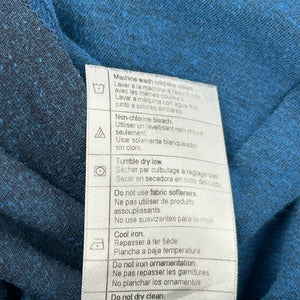 Machine wash cold like colors.
Laver à la machine à l'eau froide
avec les mêmes couleurs.
Lavar a máquina con agua fría
junto a colores similares
Non-chlorine bleach.
Utiliser un javellisant non chloré
seulement.
Usar solamente blanqueador
sin cloro.
Tumble dry low.
Sécher par culbutage à réglage bas
Secar en secadora en ciclo delicado
Do not use fabric softeners.
Ne pas utiliser de produits
assouplissants
No use suavizantes para la ropa
Cool iron.
Repasser à fer tiède.
Plancha a baja temperatura.
Do not iron ornamentation.
Ne pas repasser les garnitures
No planchar los ornamentos
Do not dry clean.